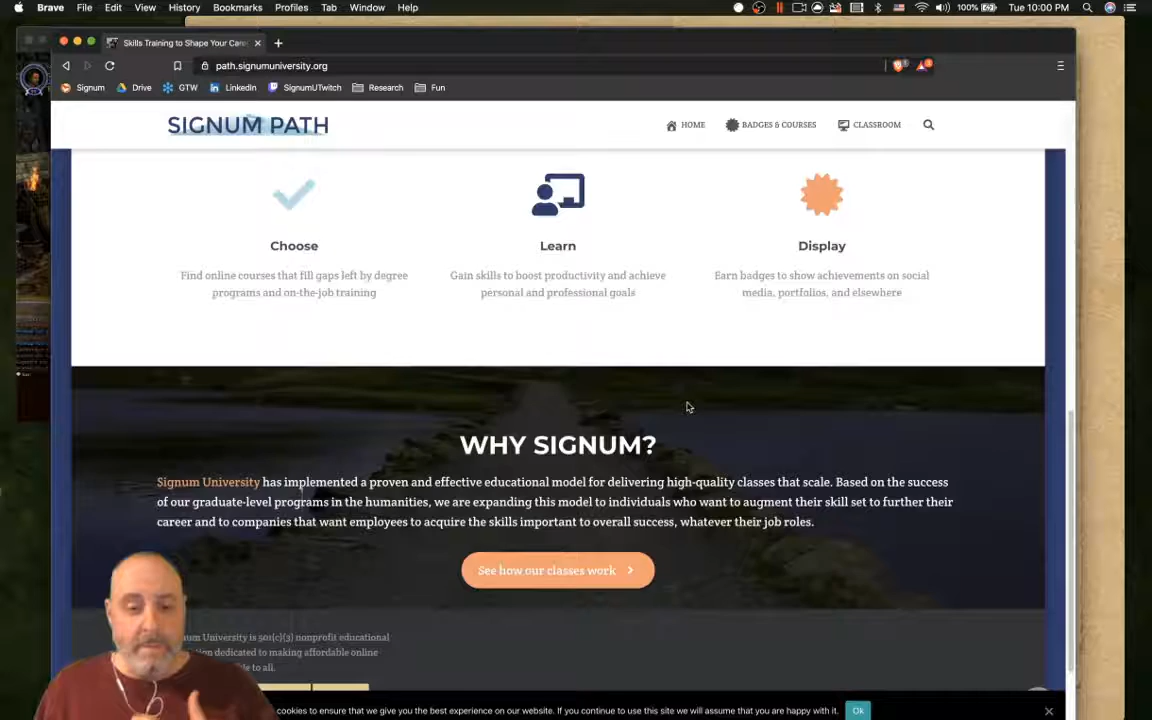 Brave File Edit View History Bookmarks Profiles Tab Window Help 100% Tue 10:00 PM
Skills Training to Shape Your Care
path.signumuniversity.org
Signum Drive GTW LinkedIn SignumUTwitch Research Fun
SIGNUM PATH HOME BADGES & COURSES CLASSROOM
Choose Learn Display
Find online courses that fill gaps left by degree Gain skills to boost productivity and achieve Earn badges to show achievements on social
programs and on-the-job training personal and professional goals media, portfolios, and elsewhere
WHY SIGNUM?
Signum University has implemented a proven and effective educational model for delivering high-quality classes that scale. Based on the success
of our graduate-level programs in the humanities, we are expanding this model to individuals who want to augment their skill set to further their
career and to companies that want employees to acquire the skills important to overall success, whatever their job roles.
See how our classes work
University is 501(c)(3) nonprofit educational
dedicated to making affordable online
to all.
cookies to ensure that we give you the best experience on our website. If you continue to use this site we will assume that you are happy with it. Ok